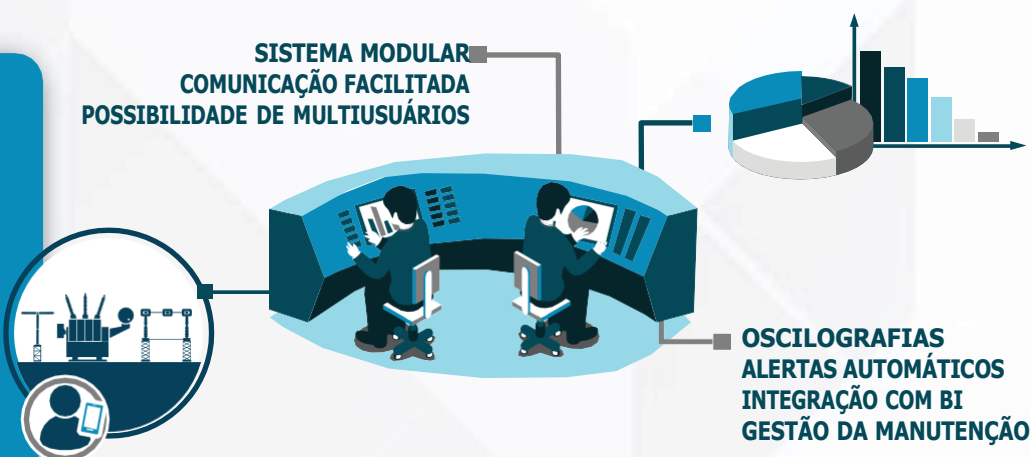 SISTEMA MODULAR
COMUNICAÇÃO FACILITADA
POSSIBILIDADE DE MULTIUSUÁRIOS
OSCILOGRAFIAS
ALERTAS AUTOMÁTICOS
INTEGRAÇÃO COM BI
GESTÃO DA MANUTENÇÃO